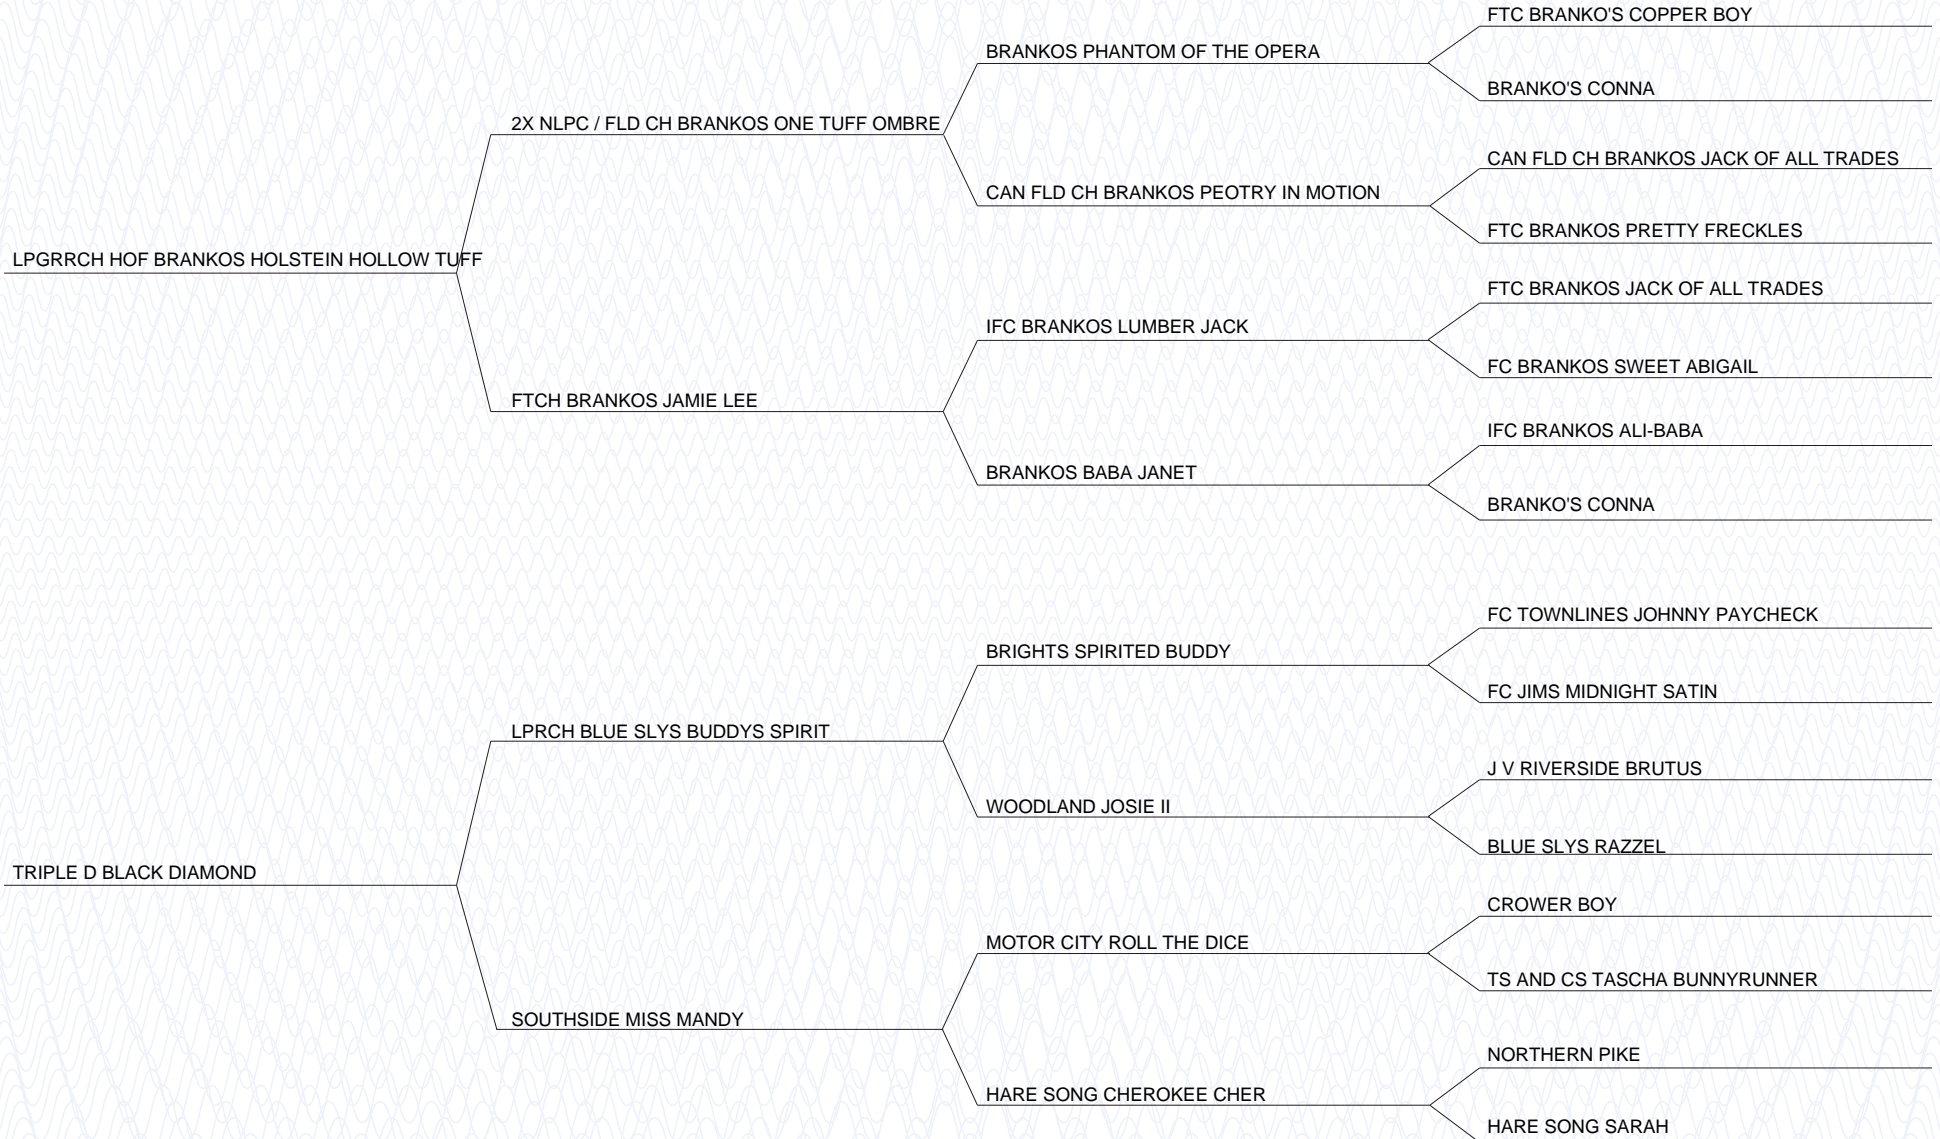 FTC BRANKO'S COPPER BOY
BRANKOS PHANTOM OF THE OPERA
BRANKO'S CONNA
2X NLPC / FLD CH BRANKOS ONE TUFF OMBRE
CAN FLD CH BRANKOS JACK OF ALL TRADES
CAN FLD CH BRANKOS PEOTRY IN MOTION
FTC BRANKOS PRETTY FRECKLES
LPGRRCH HOF BRANKOS HOLSTEIN HOLLOW TUFF
FTC BRANKOS JACK OF ALL TRADES
IFC BRANKOS LUMBER JACK
FC BRANKOS SWEET ABIGAIL
FTCH BRANKOS JAMIE LEE
IFC BRANKOS ALI-BABA
BRANKOS BABA JANET
BRANKO'S CONNA
FC TOWNLINES JOHNNY PAYCHECK
BRIGHTS SPIRITED BUDDY
FC JIMS MIDNIGHT SATIN
LPRCH BLUE SLYS BUDDYS SPIRIT
J V RIVERSIDE BRUTUS
WOODLAND JOSIE II
BLUE SLYS RAZZEL
TRIPLE D BLACK DIAMOND
CROWER BOY
MOTOR CITY ROLL THE DICE
TS AND CS TASCHA BUNNYRUNNER
SOUTHSIDE MISS MANDY
NORTHERN PIKE
HARE SONG CHEROKEE CHER
HARE SONG SARAH